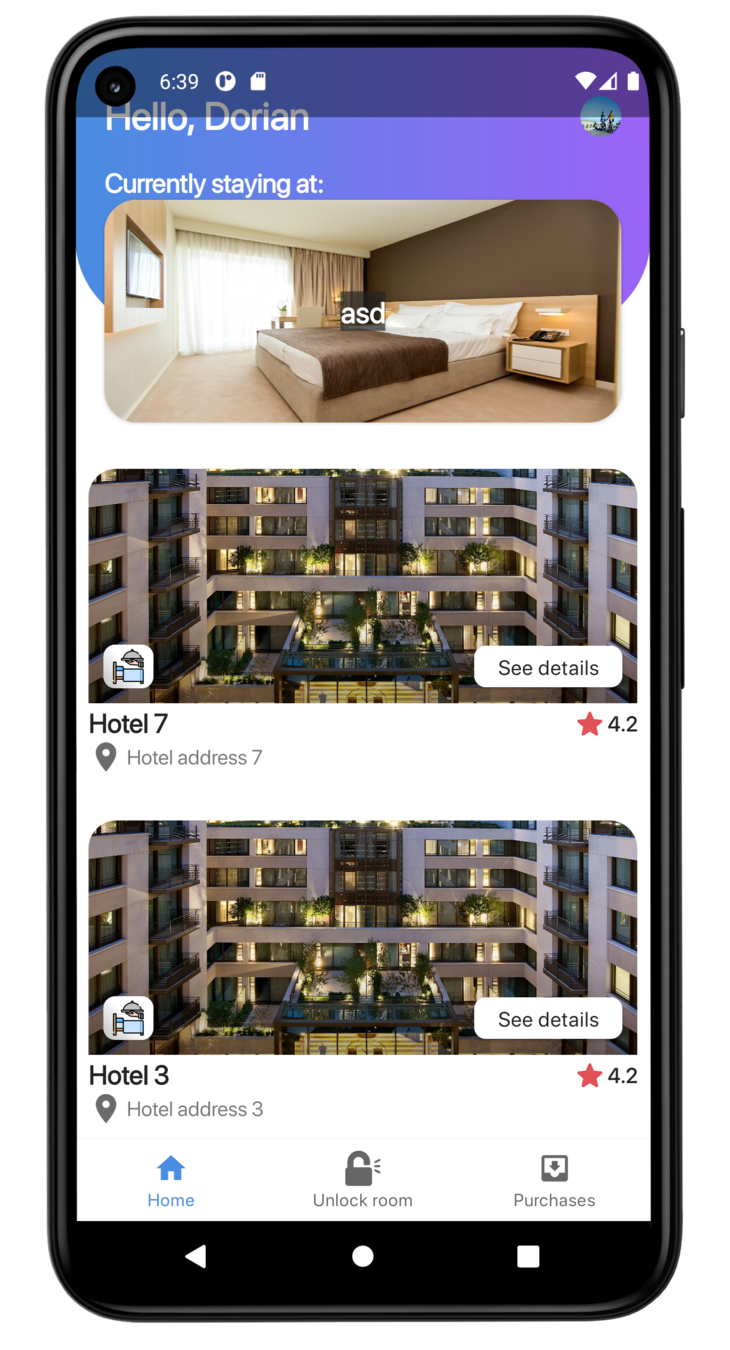 6:39
Hello, Dorian
Currently staying at:
asd
See details
Hotel 7
4.2
Hotel address 7
See details
Hotel 3
4.2
Hotel address 3
Home
Unlock room
Purchases